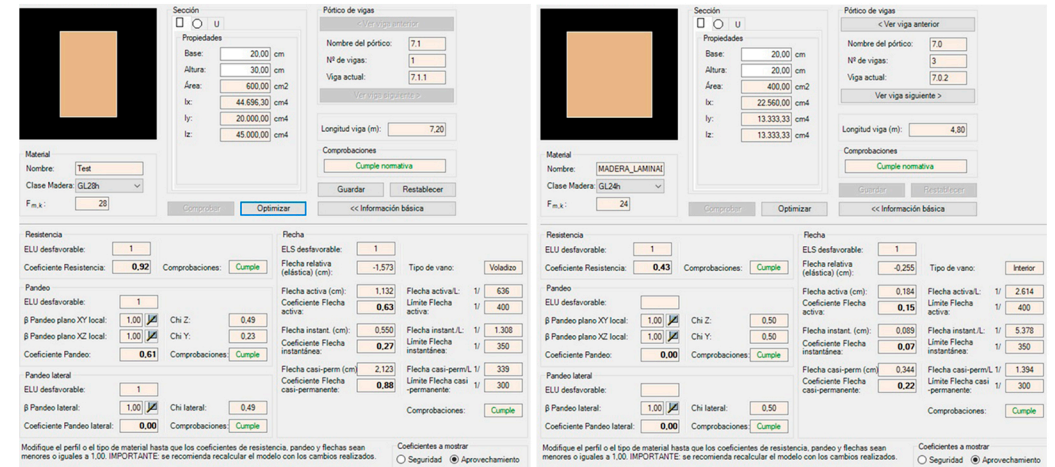 Sección
U
Propiedades
Base: 20,00 cm
Altura: 30,00 cm
Área: 600,00 cm2
Ix: 44.696,30 cm4
Iy: 20.000,00 cm4
Iz: 45.000,00 cm4
Pórtico de vigas
< Ver viga anterior
Nombre del pórtico: 7.1
Nº de vigas: 1
Viga actual: 7.1.1
Ver viga siguiente >
Longitud viga (m): 7,20
Comprobaciones
Cumple normativa
Material
Nombre: Test
Clase Madera: GL28h
Fm,k: 28
Comprobar Optimizar
Guardar Restablecer
<< Información básica
Resistencia
ELU desfavorable: 1
Coeficiente Resistencia: 0,92 Comprobaciones: Cumple
Pandeo
ELU desfavorable: 1
β Pandeo plano XY local: 1,00 Chi Z: 0,49
β Pandeo plano XZ local: 1,00 Chi Y: 0,23
Coeficiente Pandeo: 0,61 Comprobaciones: Cumple
Pandeo lateral
ELU desfavorable: 1
β Pandeo lateral: 1,00 Chi lateral: 0,49
Coeficiente Pandeo lateral: 0,00 Comprobaciones: Cumple
Flecha
ELS desfavorable: 1
Flecha relativa
(elástica) (cm): -1,573 Tipo de vano: Voladizo
Flecha activa (cm): 1,132 Flecha activa/L: 1/ 636
Coeficiente Flecha
activa: 0,63 Límite Flecha
activa: 1/ 400
Flecha instant. (cm): 0,550 Flecha instant./L: 1/ 1.308
Coeficiente Flecha
instantánea: 0,27 Límite Flecha
instantánea: 1/ 350
Flecha casi-perm (cm) 2,123 Flecha casi-perm/L 1/ 339
Coeficiente Flecha
casi-permanente: 0,88 Límite Flecha casi
-permanente: 1/ 300
Comprobaciones: Cumple
Modifique el perfil o el tipo de material hasta que los coeficientes de resistencia, pandeo y flechas sean
menores o iguales a 1,00. IMPORTANTE: se recomienda recalcular el modelo con los cambios realizados.
Coeficientes a mostrar
Seguridad Aprovechamiento
Sección
U
Propiedades
Base: 20,00 cm
Altura: 20,00 cm
Área: 400,00 cm2
Ix: 22.560,00 cm4
Iy: 13.333,33 cm4
Iz: 13.333,33 cm4
Pórtico de vigas
< Ver viga anterior
Nombre del pórtico: 7.0
Nº de vigas: 3
Viga actual: 7.0.2
Ver viga siguiente >
Longitud viga (m): 4,80
Comprobaciones
Cumple normativa
Material
Nombre: MADERA_LAMINAI
Clase Madera: GL24h
Fm,k: 24
Comprobar Optimizar
Guardar Restablecer
<< Información básica
Resistencia
ELU desfavorable: 1
Coeficiente Resistencia: 0,43 Comprobaciones: Cumple
Pandeo
ELU desfavorable:
β Pandeo plano XY local: 1,00 Chi Z: 0,50
β Pandeo plano XZ local: 1,00 Chi Y: 0,50
Coeficiente Pandeo: 0,00 Comprobaciones: Cumple
Pandeo lateral
ELU desfavorable:
β Pandeo lateral: 1,00 Chi lateral: 0,50
Coeficiente Pandeo lateral: 0,00 Comprobaciones: Cumple
Flecha
ELS desfavorable: 1
Flecha relativa
(elástica) (cm): -0,255 Tipo de vano: Interior
Flecha activa (cm): 0,184 Flecha activa/L: 1/ 2.614
Coeficiente Flecha
activa: 0,15 Límite Flecha
activa: 1/ 400
Flecha instant. (cm): 0,089 Flecha instant./L: 1/ 5.378
Coeficiente Flecha
instantánea: 0,07 Límite Flecha
instantánea: 1/ 350
Flecha casi-perm (cm) 0,344 Flecha casi-perm/L 1/ 1.394
Coeficiente Flecha
casi-permanente: 0,22 Límite Flecha casi
-permanente: 1/ 300
Comprobaciones: Cumple
Modifique el perfil o el tipo de material hasta que los coeficientes de resistencia, pandeo y flechas sean
menores o iguales a 1,00. IMPORTANTE: se recomienda recalcular el modelo con los cambios realizados.
Coeficientes a mostrar
Seguridad Aprovechamiento